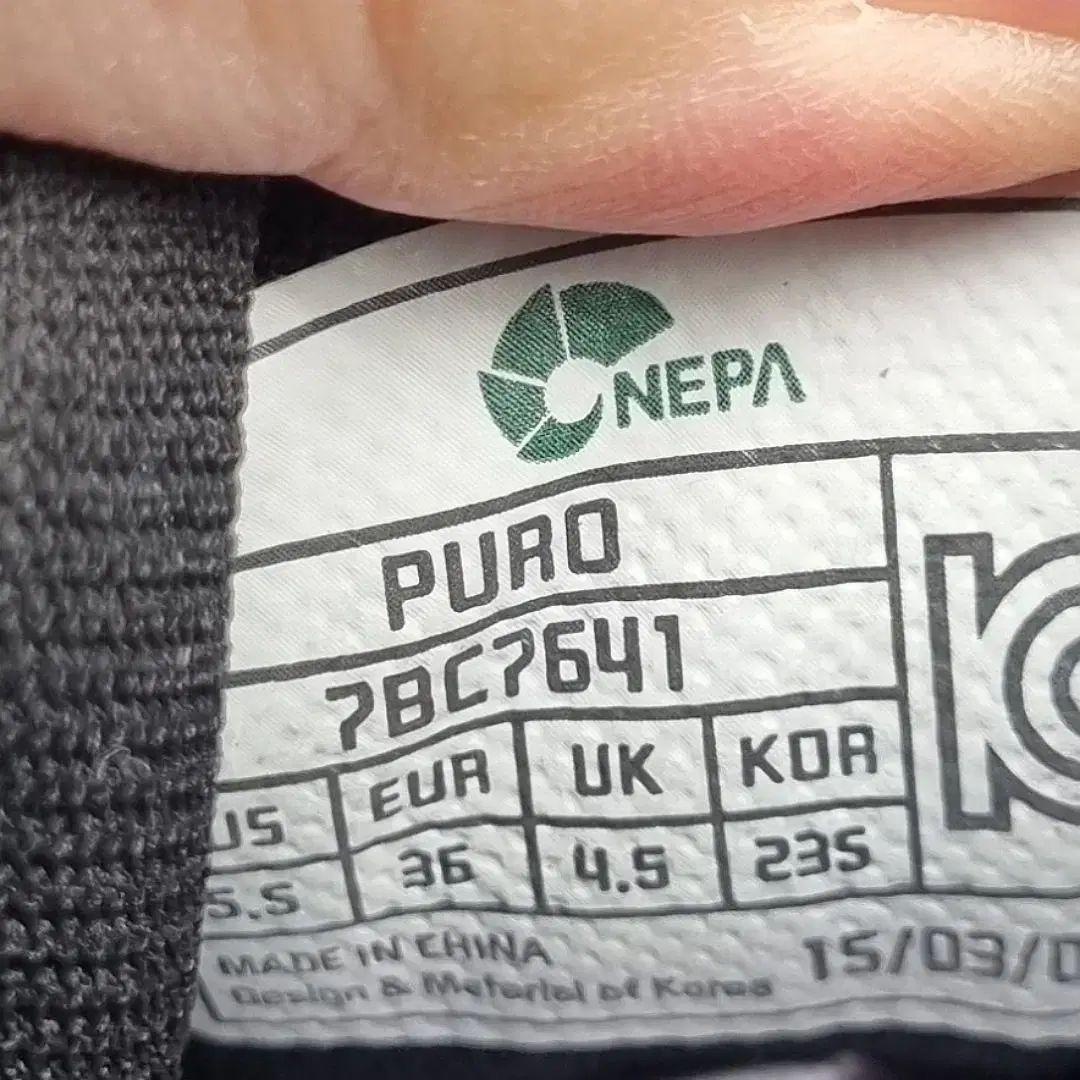 NEPA
PURO
7BC7641
US EUR UK KOR
5.5 36 4.5 235
MADE IN CHINA
Design & Material of Korea
15/03/0